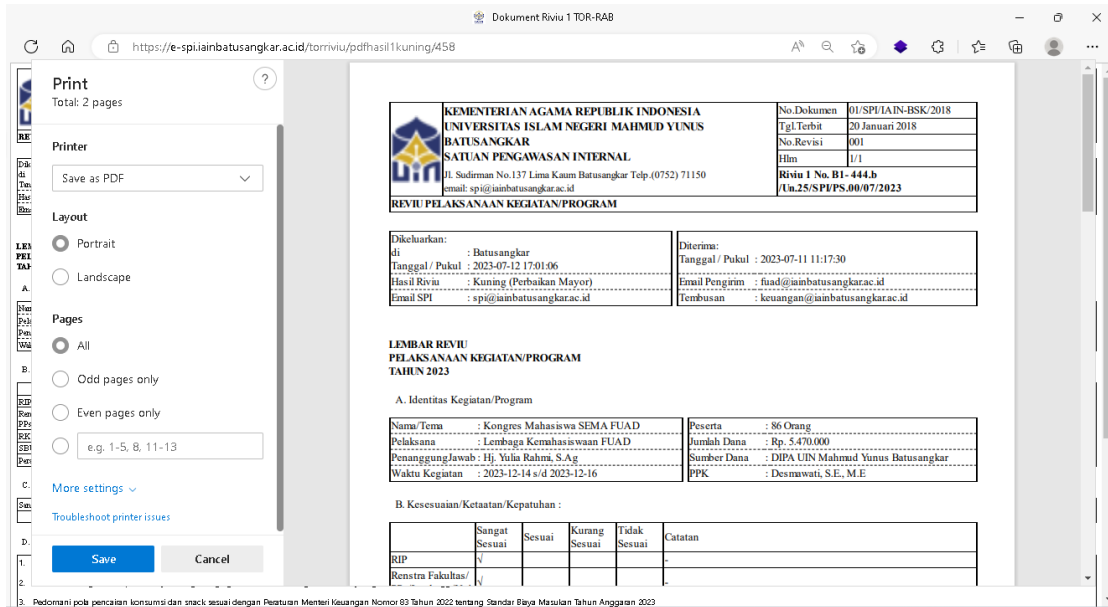 Dokument Riviu 1 TOR-RAB
https://e-spi.iainbatusangkar.ac.id/torriviu/pdfhasil1kuning/458
Print
?
Total: 2 pages
Printer
Save as PDF
Layout
Portrait
Landscape
Pages
All
Odd pages only
Even pages only
e.g. 1-5, 8, 11-13
More settings
Troubleshoot printer issues
Save Cancel
KEMENTERIAN AGAMA REPUBLIK INDONESIA
UNIVERSITAS ISLAM NEGERI MAHMUD YUNUS
BATUSANGKAR
SATUAN PENGAWASAN INTERNAL
Jl. Sudirman No.137 Lima Kaum Batusangkar Telp.(0752) 71150
email: spi@iainbatusangkar.ac.id
uin
No.Dokumen 01/SPI/IAIN-BSK/2018
Tgl.Terbit 20 Januari 2018
No.Revisi 001
Hlm 1/1
Riviu 1 No. B1- 444.b
/Un.25/SPI/PS.00/07/2023
REVIU PELAKSANAAN KEGIATAN/PROGRAM
Dikeluarkan:
di : Batusangkar
Tanggal / Pukul : 2023-07-12 17:01:06
Hasil Riviu : Kuning (Perbaikan Mayor)
Email SPI : spi@iainbatusangkar.ac.id
Diterima:
Tanggal / Pukul : 2023-07-11 11:17:30
Email Pengirim : fuad@iainbatusangkar.ac.id
Tembusan : keuangan@iainbatusangkar.ac.id
LEMBAR REVIU
PELAKSANAAN KEGIATAN/PROGRAM
TAHUN 2023
A. Identitas Kegiatan/Program
Nama/Tema : Kongres Mahasiswa SEMA FUAD
Pelaksana : Lembaga Kemahasiswaan FUAD
PenanggungJawab : Hj. Yulia Rahmi, S.Ag
Waktu Kegiatan : 2023-12-14 s/d 2023-12-16
Peserta : 86 Orang
Jumlah Dana : Rp. 5.470.000
Sumber Dana : DIPA UIN Mahmud Yunus Batusangkar
PPK : Desmawati, S.E., M.E
B. Kesesuaian/Ketaatan/Kepatuhan :
Sangat Sesuai Sesuai Kurang Sesuai Tidak Sesuai Catatan
RIP √ -
Renstra Fakultas/ √
3. Pedomani pola pencairan konsumsi dan snack sesuai dengan Peraturan Menteri Keuangan Nomor 83 Tahun 2022 tentang Standar Biaya Masukan Tahun Anggaran 2023